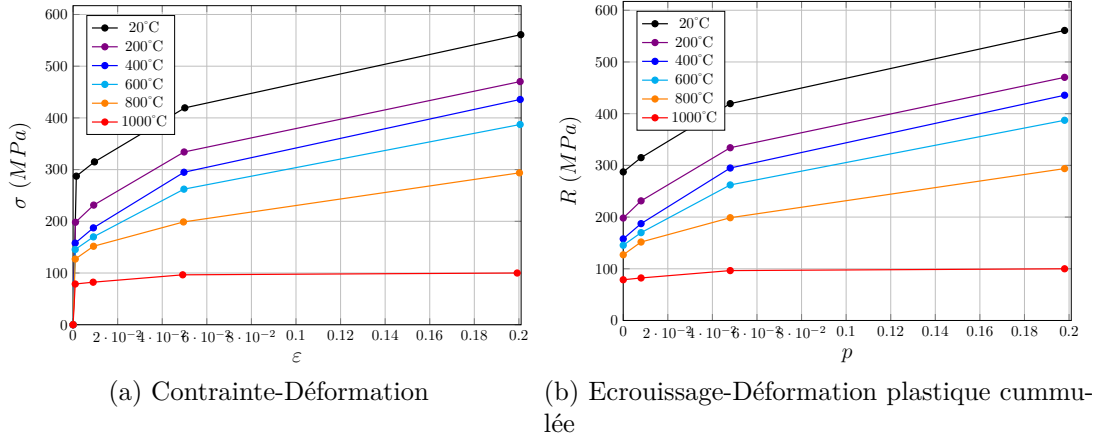 600
500
400
300
200
100
0
σ (MPa)
20°C
200°C
400°C
600°C
800°C
1000°C
0 2·10⁻² 4·10⁻² 6·10⁻² 8·10⁻² 0.1 0.12 0.14 0.16 0.18 0.2
ε
(a) Contrainte-Déformation
600
500
400
300
200
100
0
R (MPa)
20°C
200°C
400°C
600°C
800°C
1000°C
0 2·10⁻² 4·10⁻² 6·10⁻² 8·10⁻² 0.1 0.12 0.14 0.16 0.18 0.2
p
(b) Ecrouissage-Déformation plastique cummu-
lée